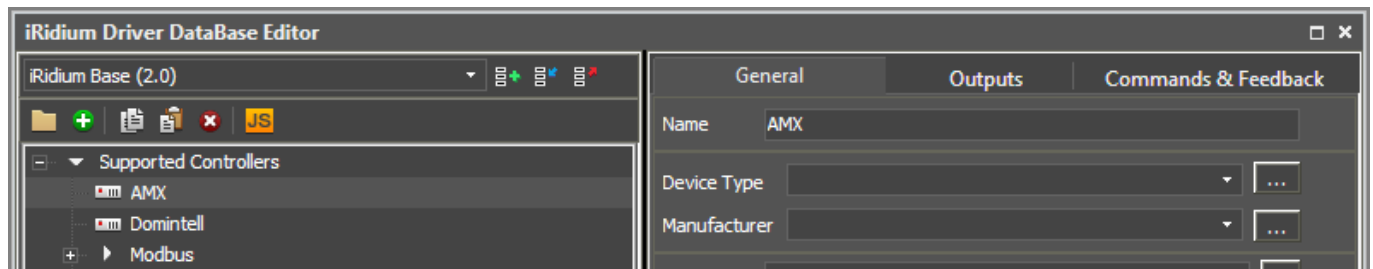 iRidium Driver DataBase Editor
iRidium Base (2.0)
JS
Supported Controllers
AMX
Domintell
Modbus
General Outputs Commands & Feedback
Name AMX
Device Type ...
Manufacturer ...